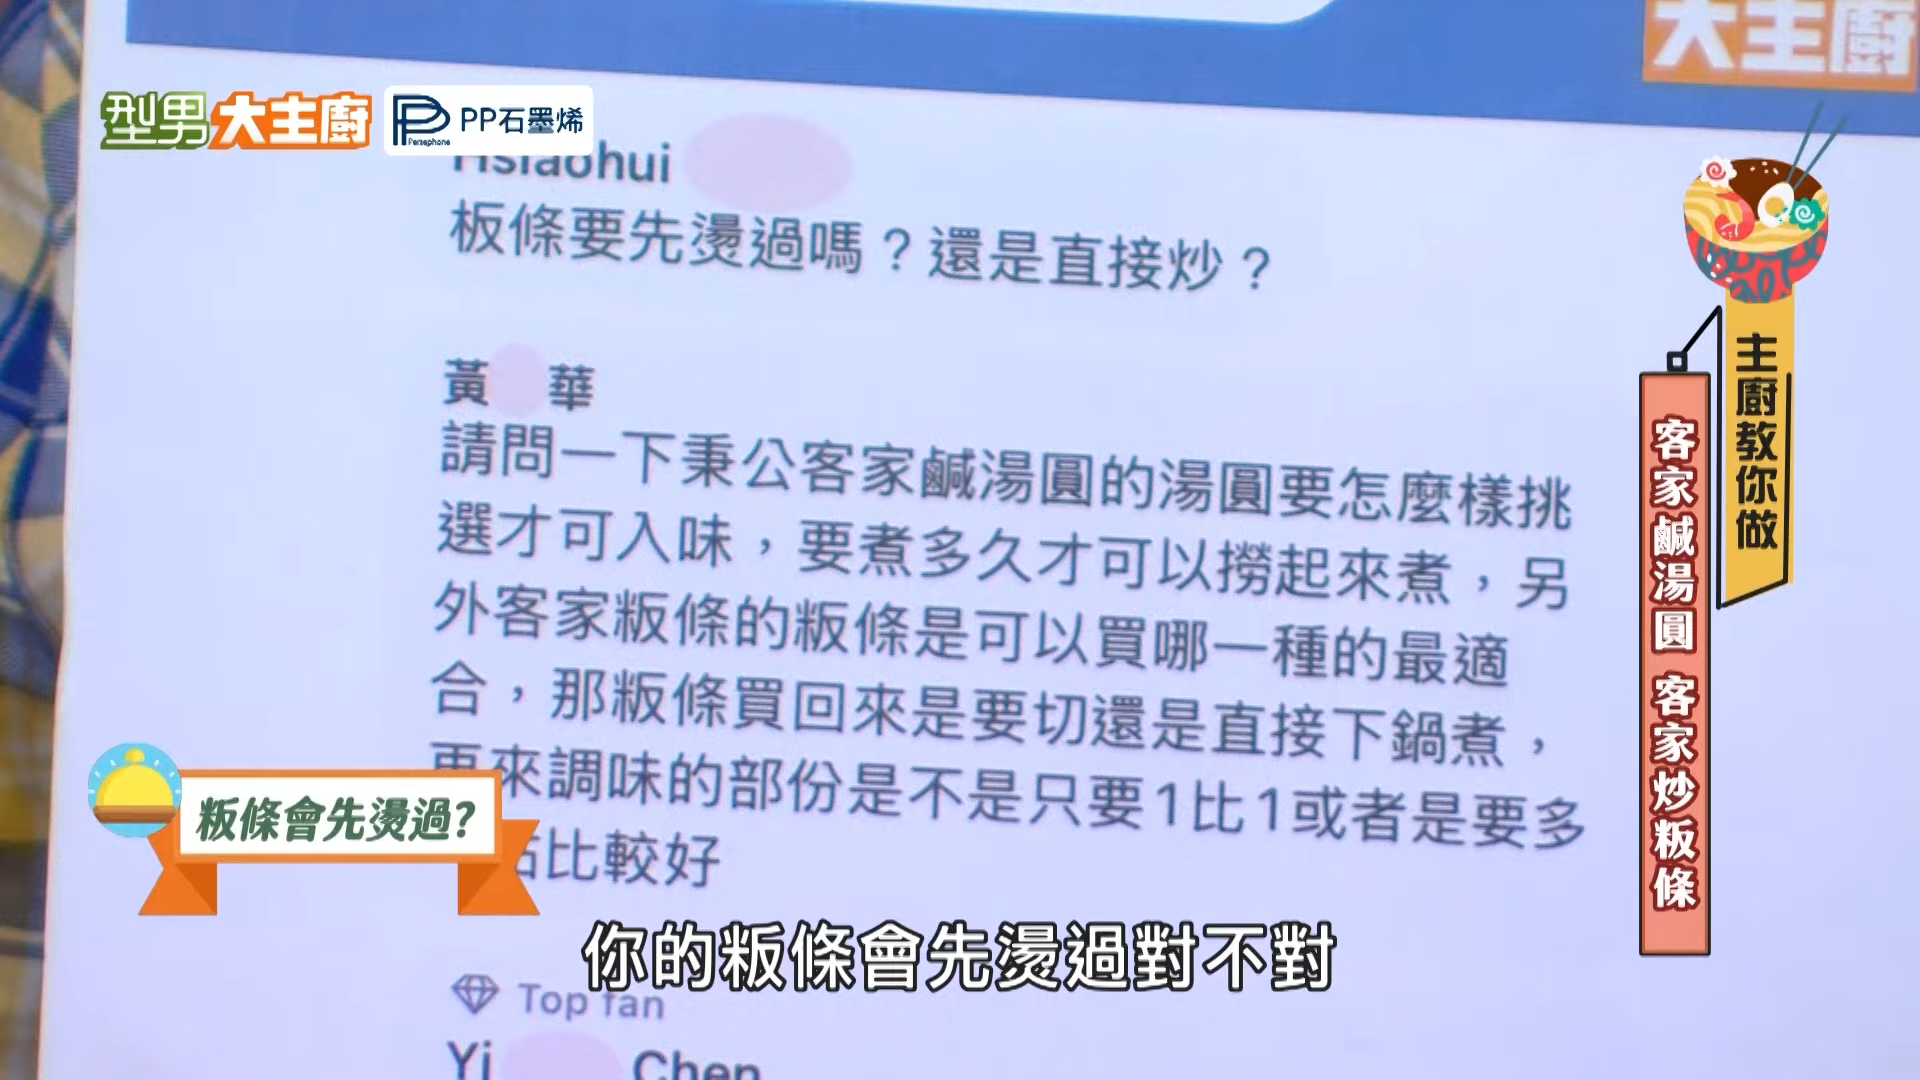 大主廚
型男大主廚
PP
Persephone
PP石墨烯
Hsiaohui
板條要先燙過嗎？還是直接炒？
黃 華
請問一下秉公客家鹹湯圓的湯圓要怎麼樣挑
選才可入味，要煮多久才可以撈起來煮，另
外客家粄條的粄條是可以買哪一種的最適
合，那粄條買回來是要切還是直接下鍋煮，
再來調味的部份是不是只要1比1或者是要多
比較好
粄條會先燙過?
你的粄條會先燙過對不對
Top fan
Yi Chen
主廚教你做
客家鹹湯圓 客家炒粄條